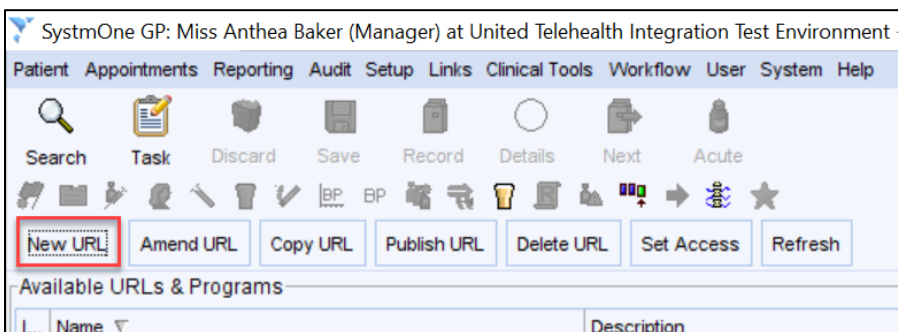 SystmOne GP: Miss Anthea Baker (Manager) at United Telehealth Integration Test Environment -
Patient Appointments Reporting Audit Setup Links Clinical Tools Workflow User System Help
Search Task Discard Save Record Details Next Acute
BP BP
New URL Amend URL Copy URL Publish URL Delete URL Set Access Refresh
Available URLs & Programs
I... Name Description